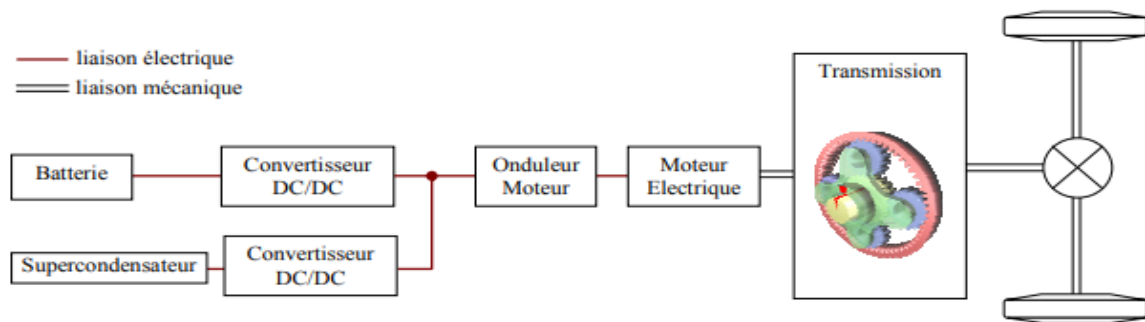 liaison électrique
liaison mécanique
Transmission
Batterie
Convertisseur
DC/DC
Onduleur
Moteur
Moteur
Electrique
Supercondensateur
Convertisseur
DC/DC